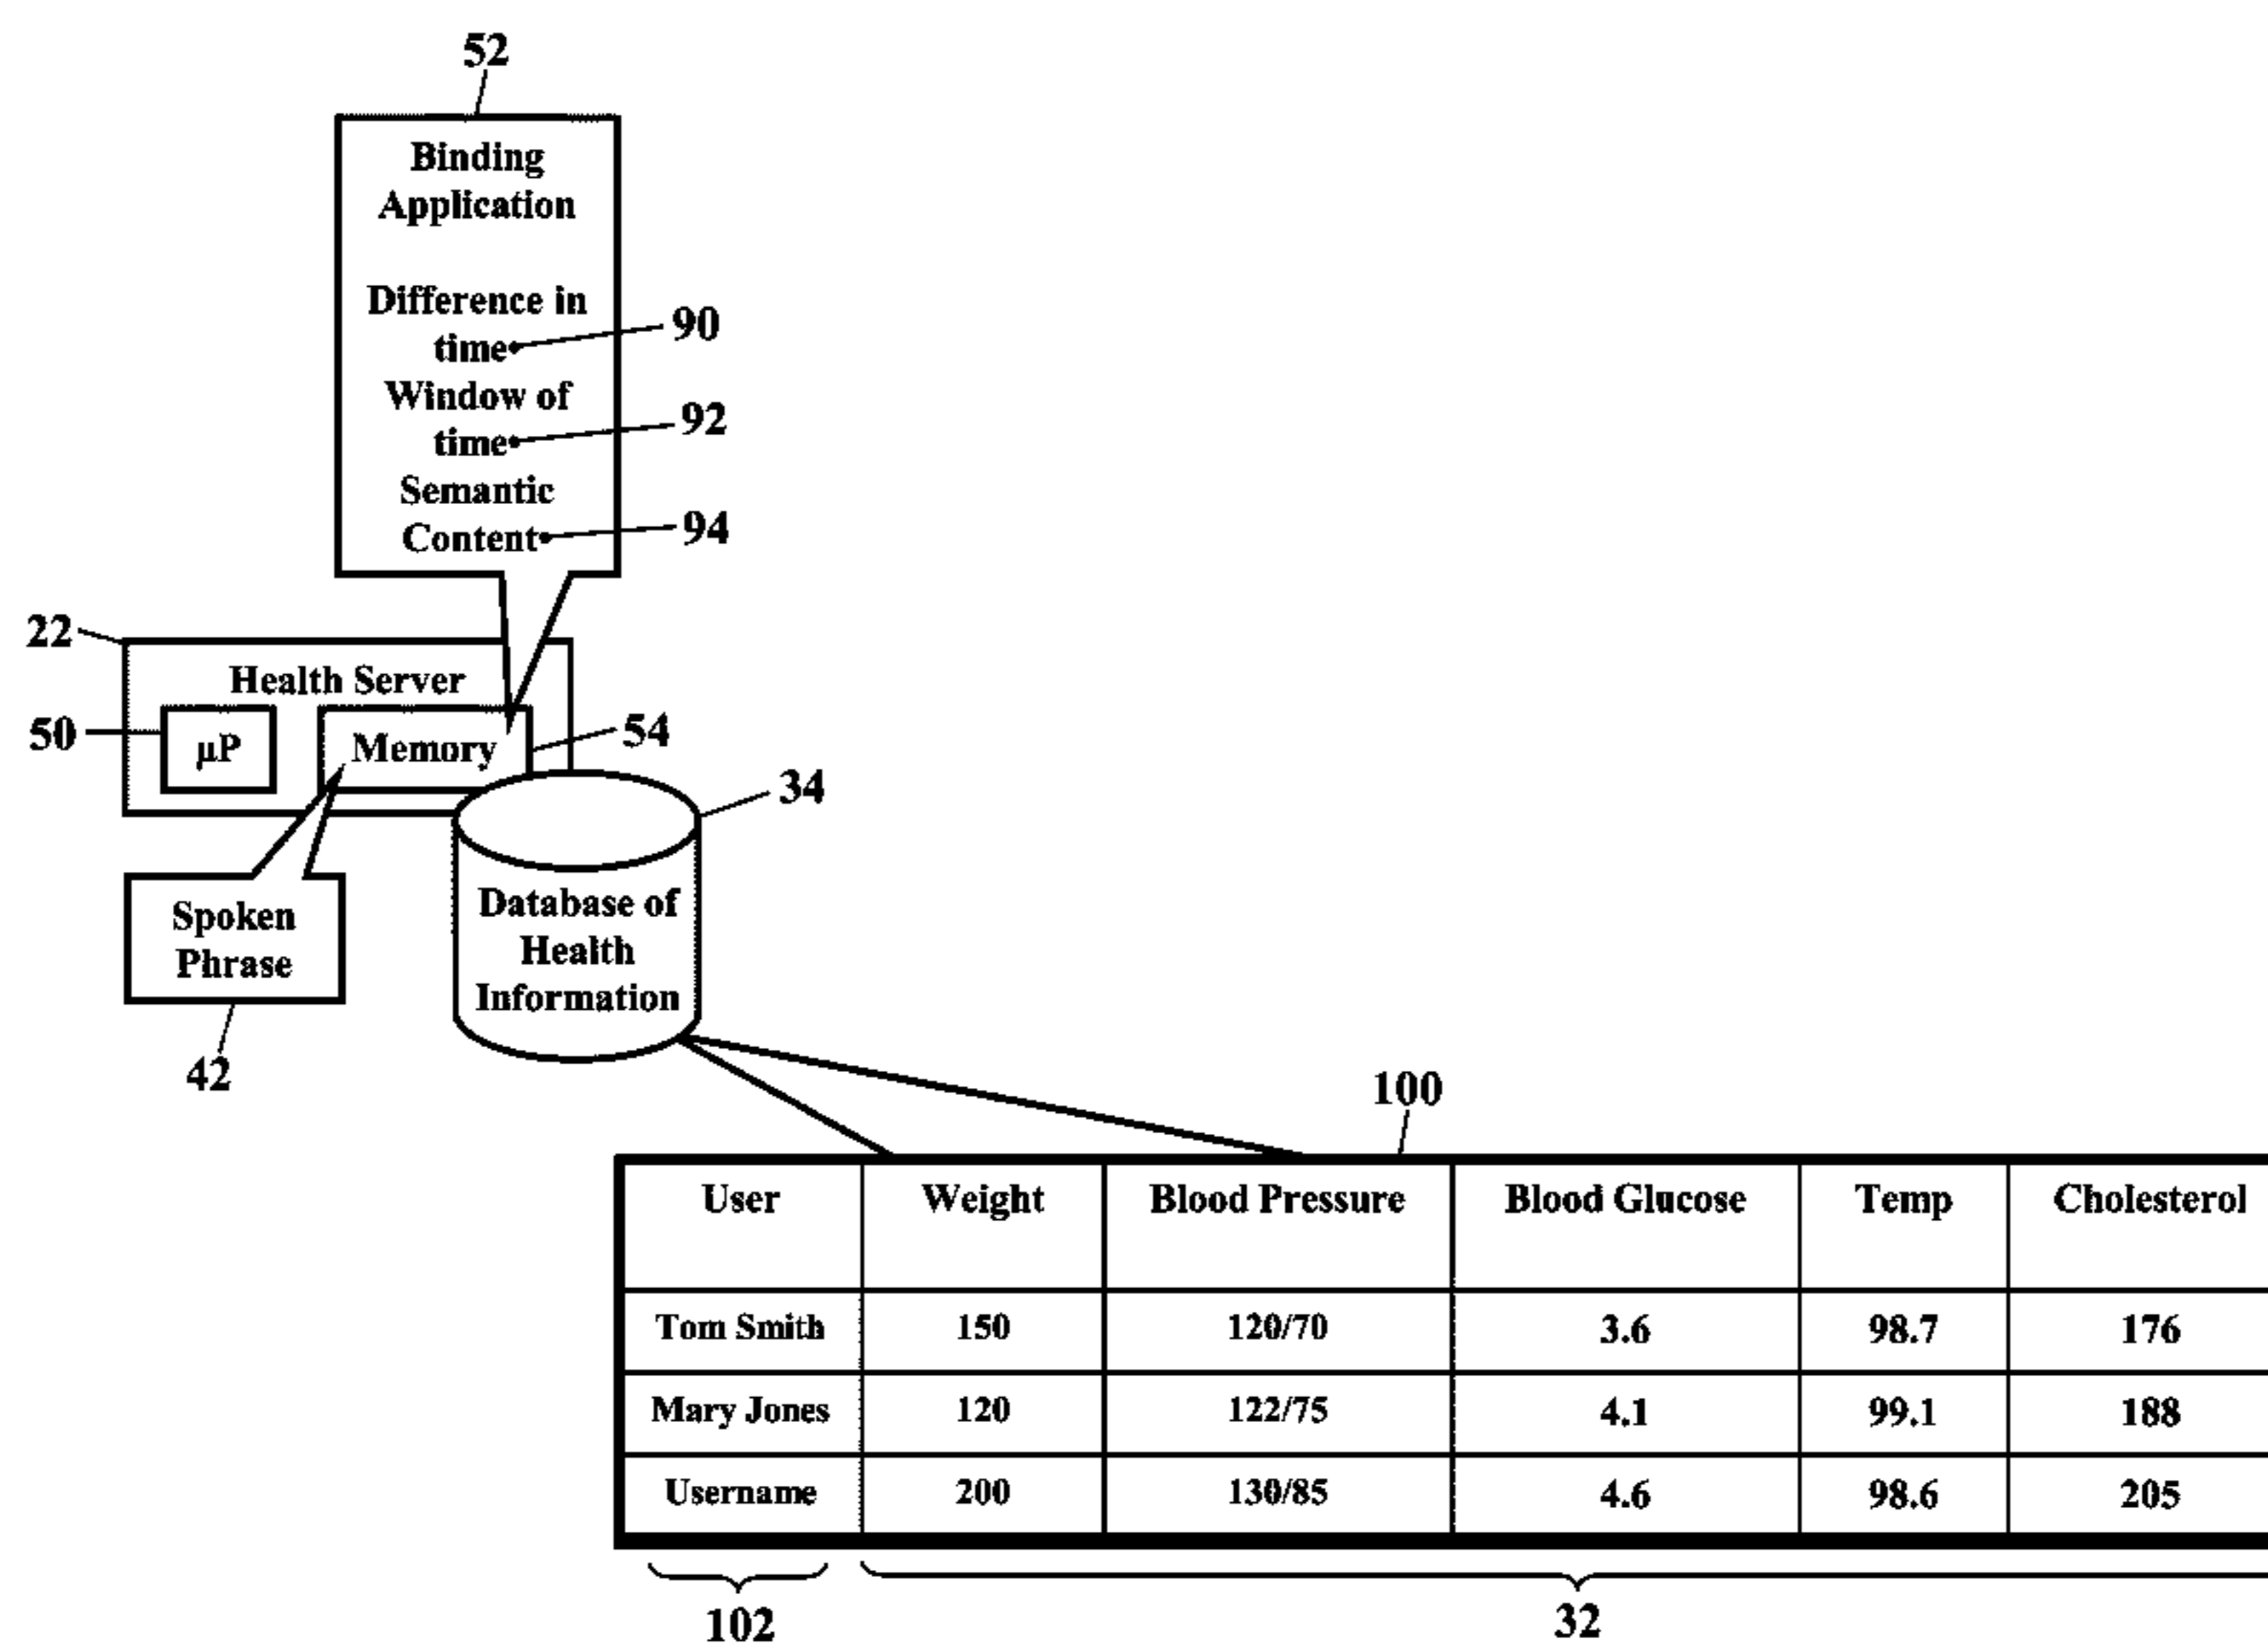 52
Binding
Application
Difference in
time
90
Window of
time
92
Semantic
Content
94
22
Health Server
50
µP
Memory
54
34
Spoken
Phrase
42
Database of
Health
Information
100
User Weight Blood Pressure Blood Glucose Temp Cholesterol
Tom Smith 150 120/70 3.6 98.7 176
Mary Jones 120 122/75 4.1 99.1 188
Username 200 130/85 4.6 98.6 205
102 32